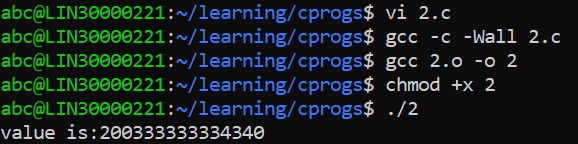 abc@LIN30000221:~/learning/cprogs$ vi 2.c
abc@LIN30000221:~/learning/cprogs$ gcc -c -Wall 2.c
abc@LIN30000221:~/learning/cprogs$ gcc 2.o -o 2
abc@LIN30000221:~/learning/cprogs$ chmod +x 2
abc@LIN30000221:~/learning/cprogs$ ./2
value is:200333333334340